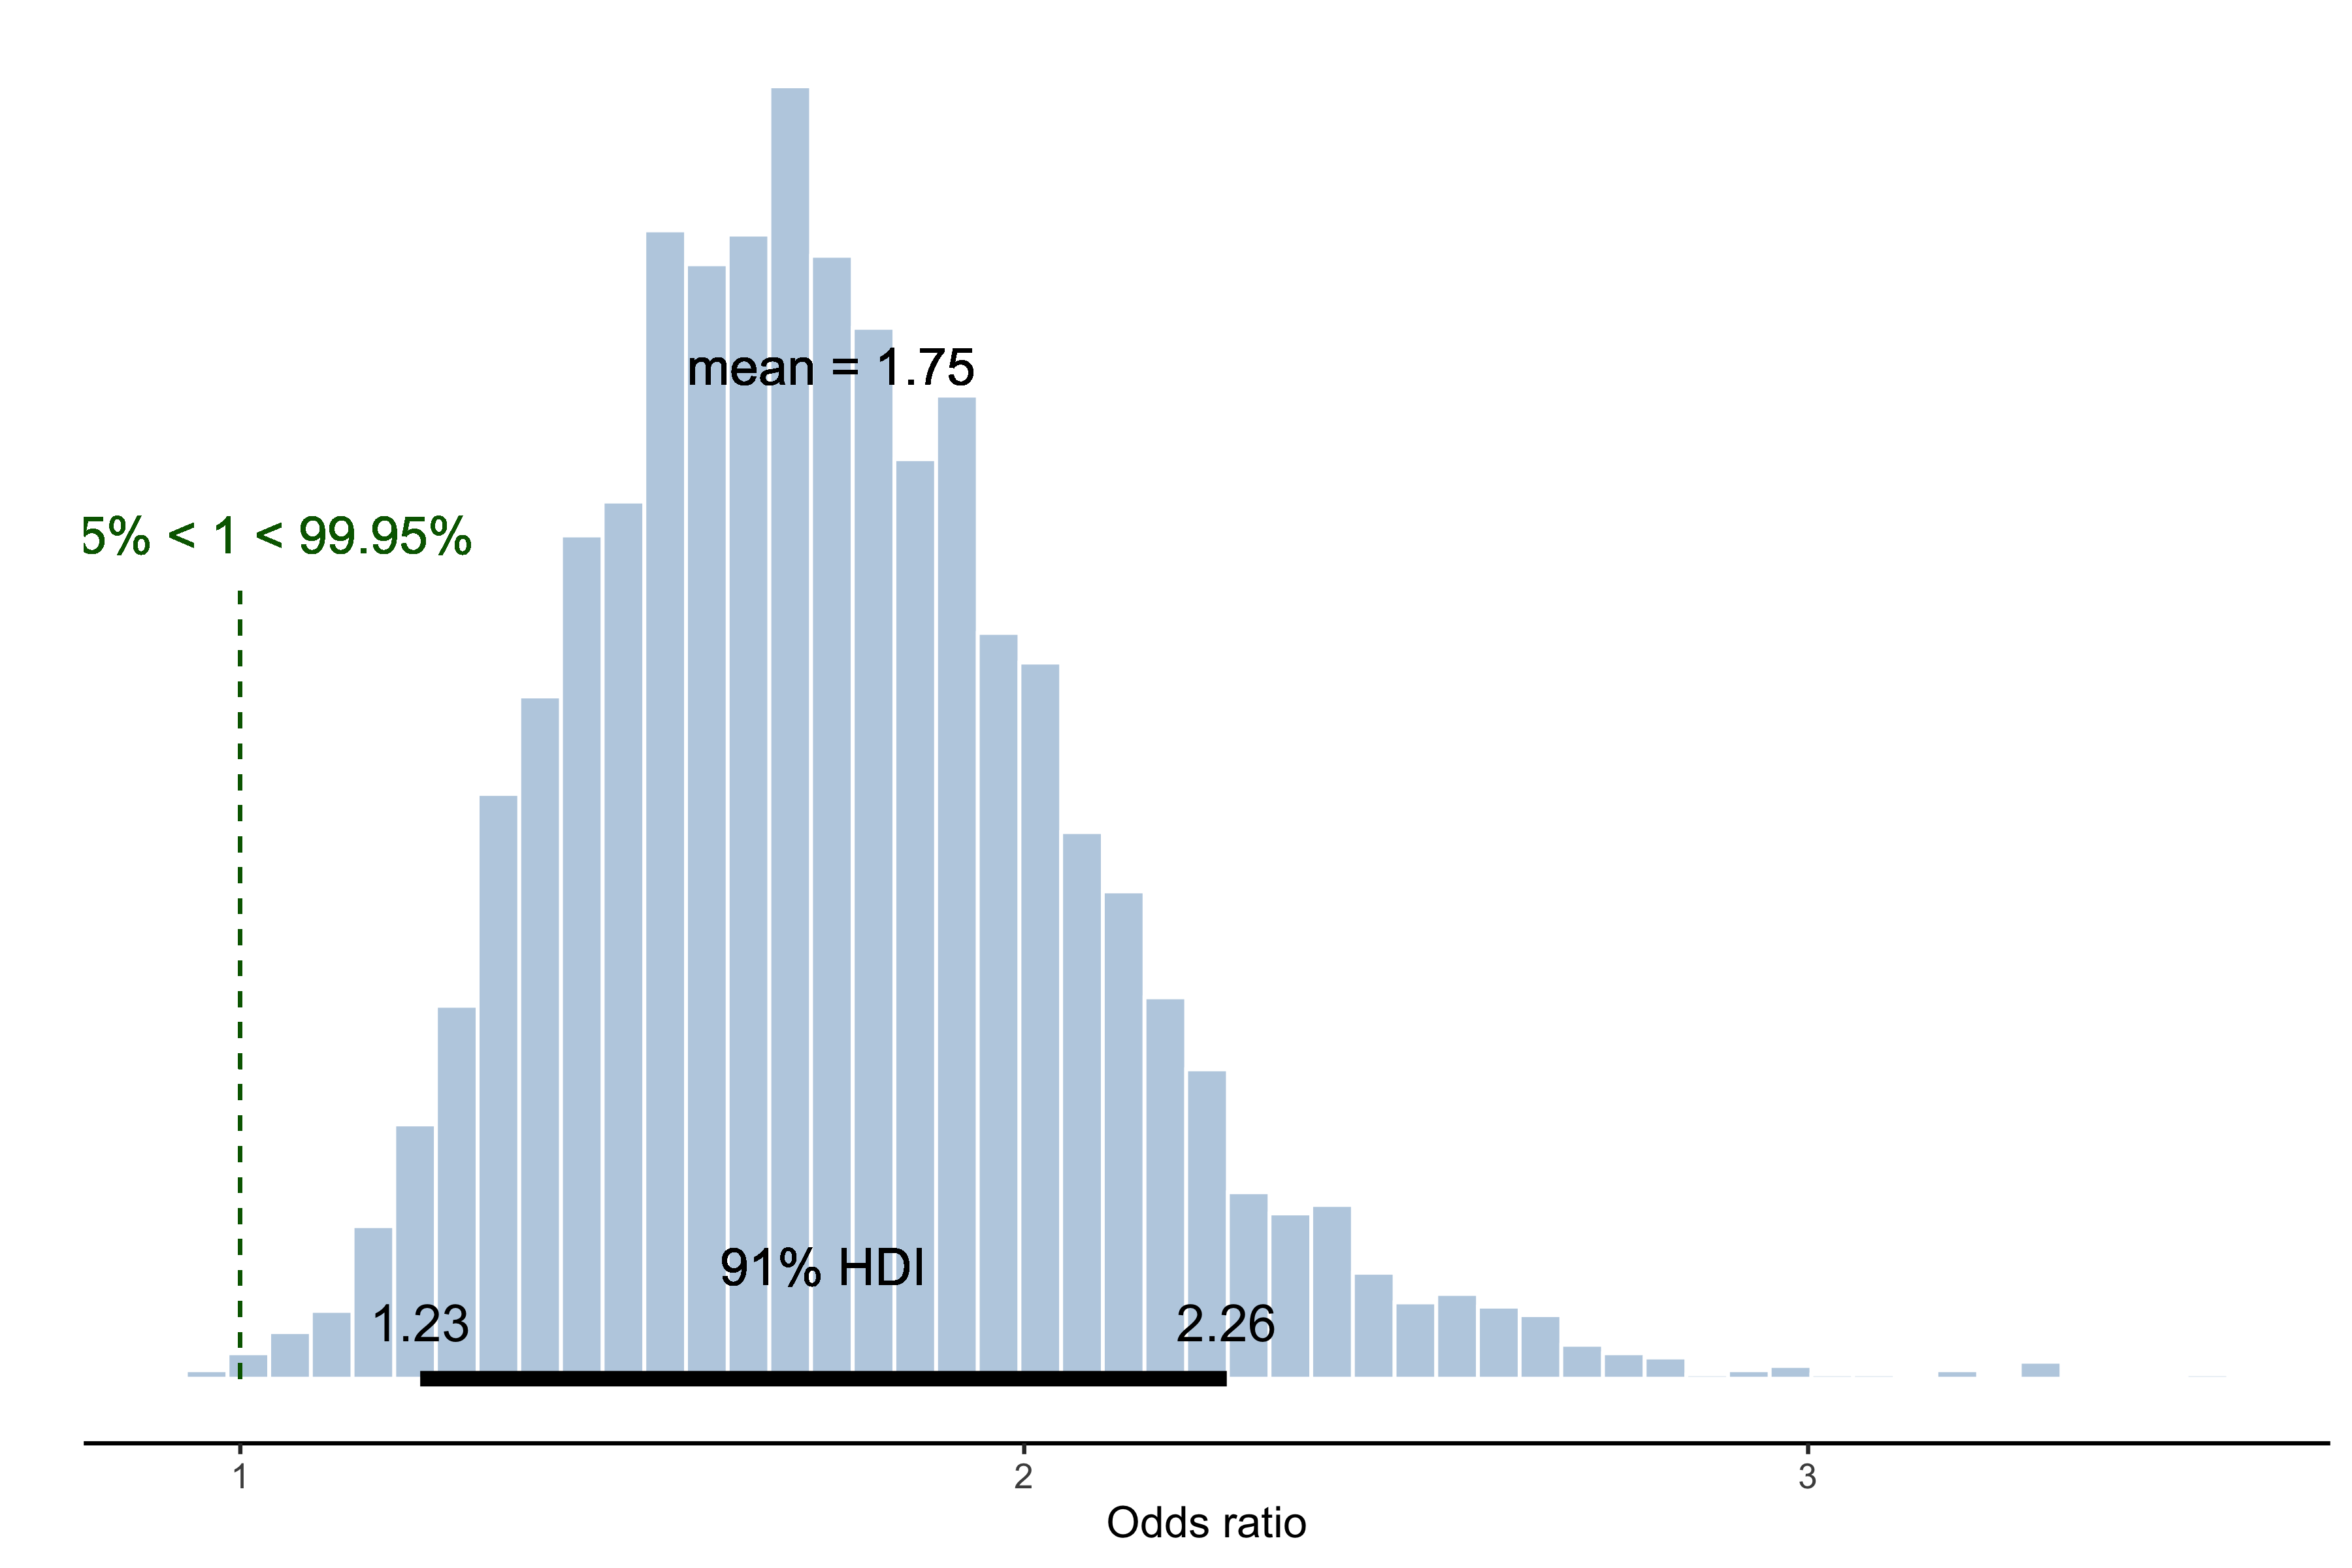 mean = 1.75
5% < 1 < 99.95%
91% HDI
1.23 2.26
1 2 3
Odds ratio